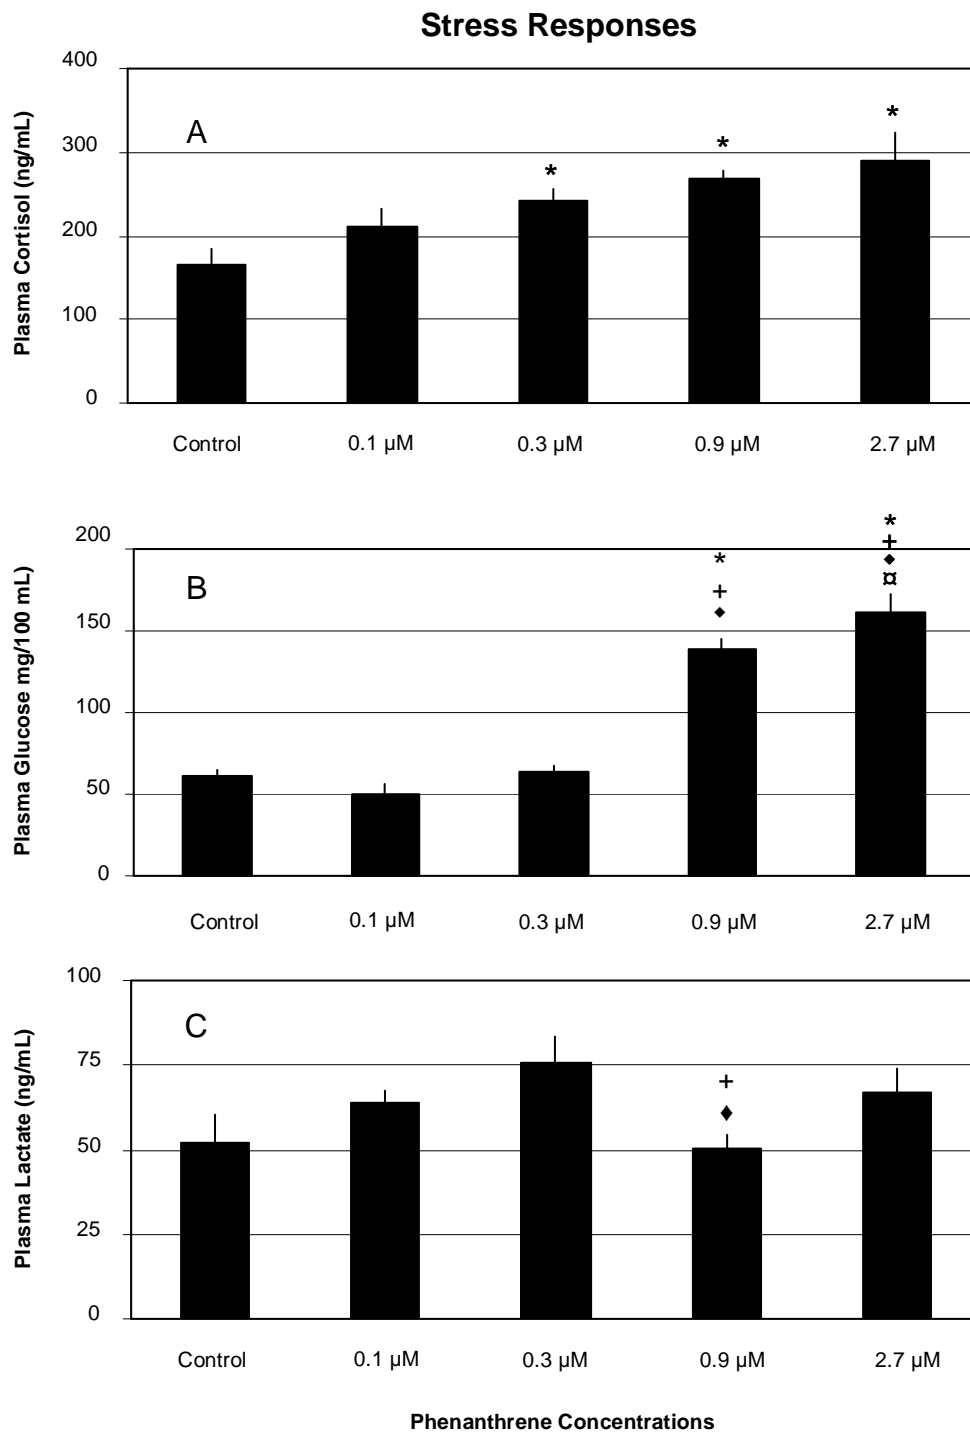 Stress Responses
Plasma Cortisol (ng/mL)
400
300
200
100
0
A
*
*
*
Control 0.1 µM 0.3 µM 0.9 µM 2.7 µM
Plasma Glucose mg/100 mL
200
150
100
50
0
B
*
+
◆
*
+
◆
¤
Control 0.1 µM 0.3 µM 0.9 µM 2.7 µM
Plasma Lactate (ng/mL)
100
75
50
25
0
C
+
◆
Control 0.1 µM 0.3 µM 0.9 µM 2.7 µM
Phenanthrene Concentrations